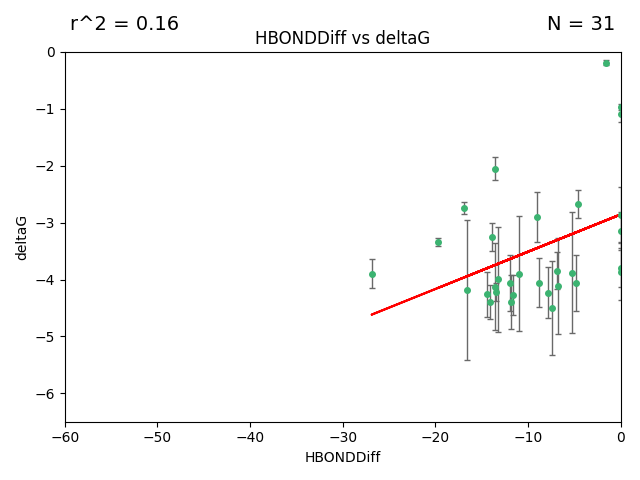 r^2 = 0.16
N = 31
HBONDDiff vs deltaG
0
−1
−2
−3
−4
−5
−6
deltaG
−60
−50
−40
−30
−20
−10
0
HBONDDiff